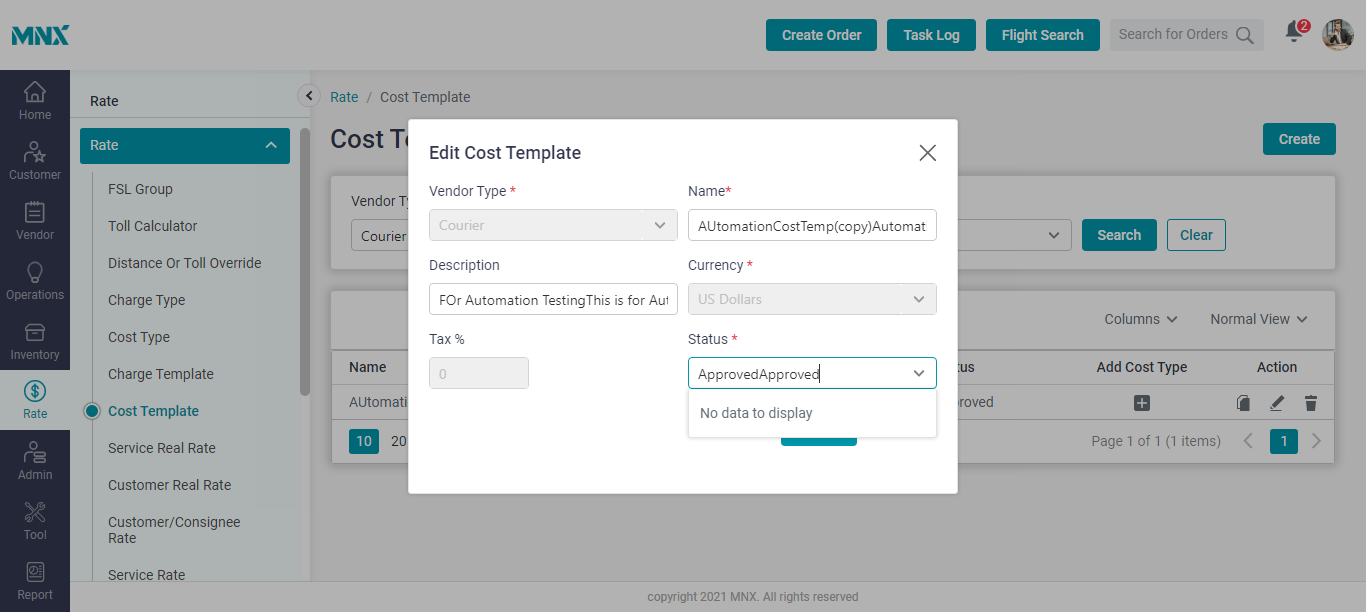 MNX
Create Order
Task Log
Flight Search
Search for Orders
2
Home
Customer
Vendor
Operations
Inventory
Rate
Admin
Tool
Report
Rate
Rate
FSL Group
Toll Calculator
Distance Or Toll Override
Charge Type
Cost Type
Charge Template
Cost Template
Service Real Rate
Customer Real Rate
Customer/Consignee
Rate
Service Rate
Rate / Cost Template
Cost T
Create
Vendor Ty
Courier
Search
Clear
Columns
Normal View
Name
tus
Add Cost Type
Action
AUtomati
roved
10
20
Page 1 of 1 (1 items)
1
Edit Cost Template
Vendor Type *
Name*
Courier
AUtomationCostTemp(copy)Automat
Description
Currency *
FOr Automation TestingThis is for Aut
US Dollars
Tax %
Status *
0
ApprovedApproved
No data to display
copyright 2021 MNX. All rights reserved